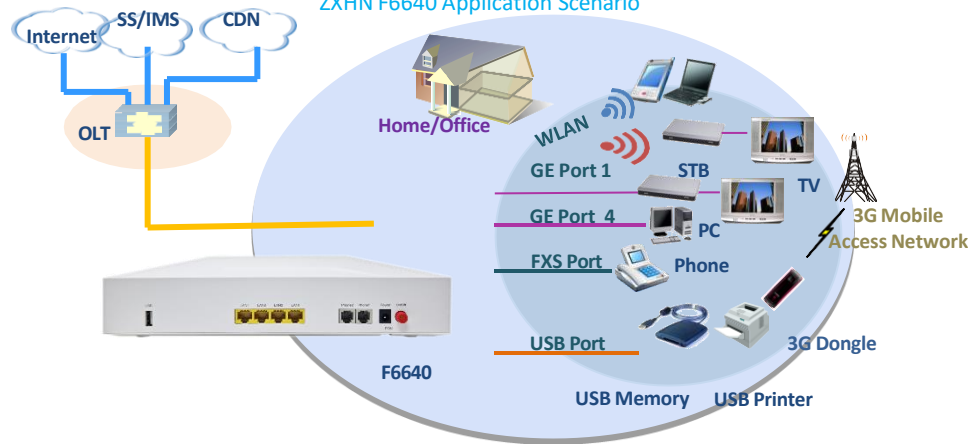 ZXHN F6640 Application Scenario
Internet
SS/IMS
CDN
OLT
Home/Office
WLAN
GE Port 1
STB
TV
GE Port 4
PC
3G Mobile
Access Network
FXS Port
Phone
USB Port
3G Dongle
F6640
USB Memory
USB Printer